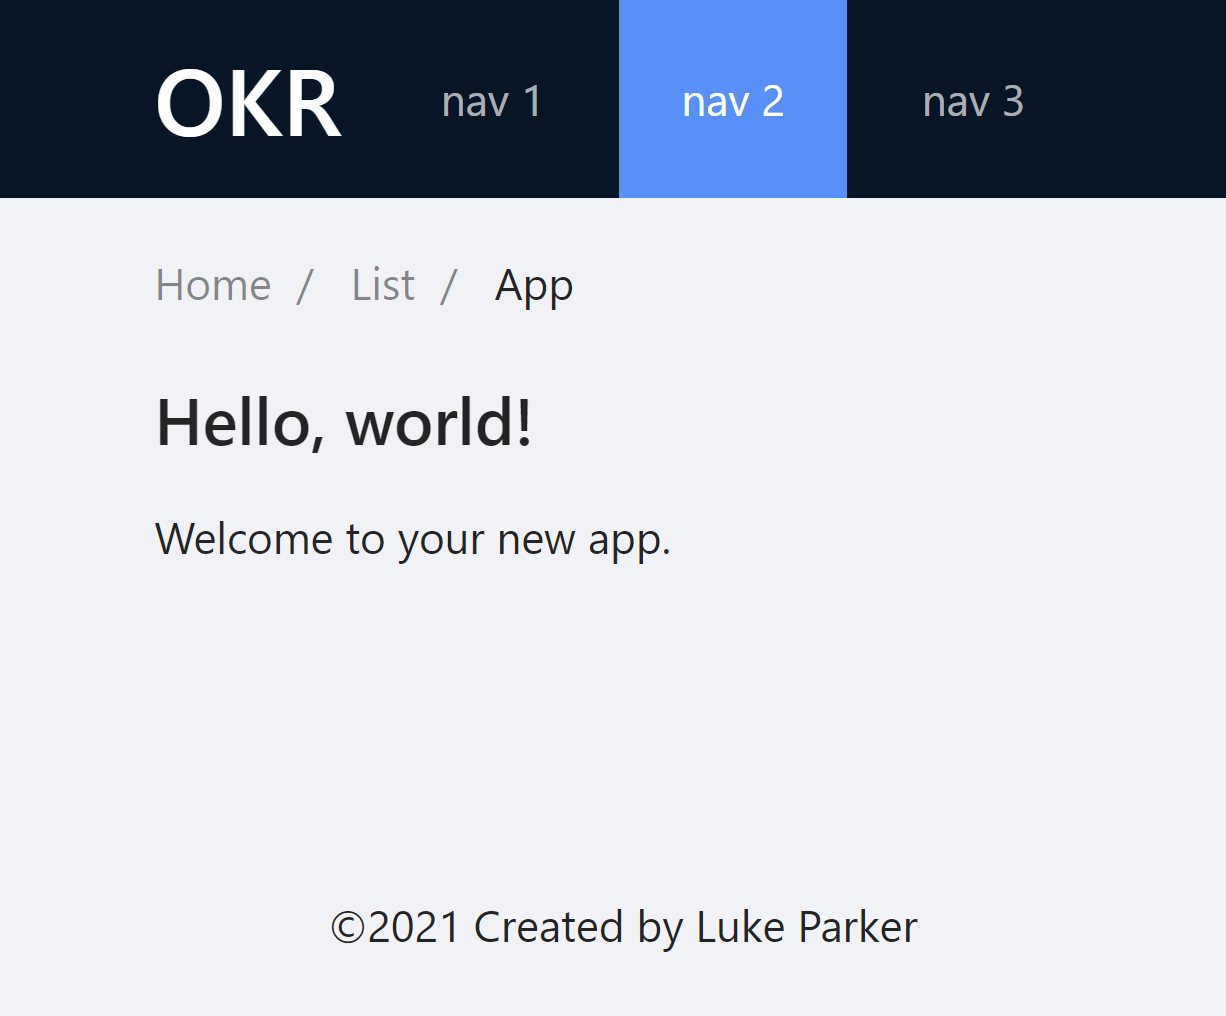 OKR nav 1 nav 2 nav 3
Home / List / App
Hello, world!
Welcome to your new app.
©2021 Created by Luke Parker